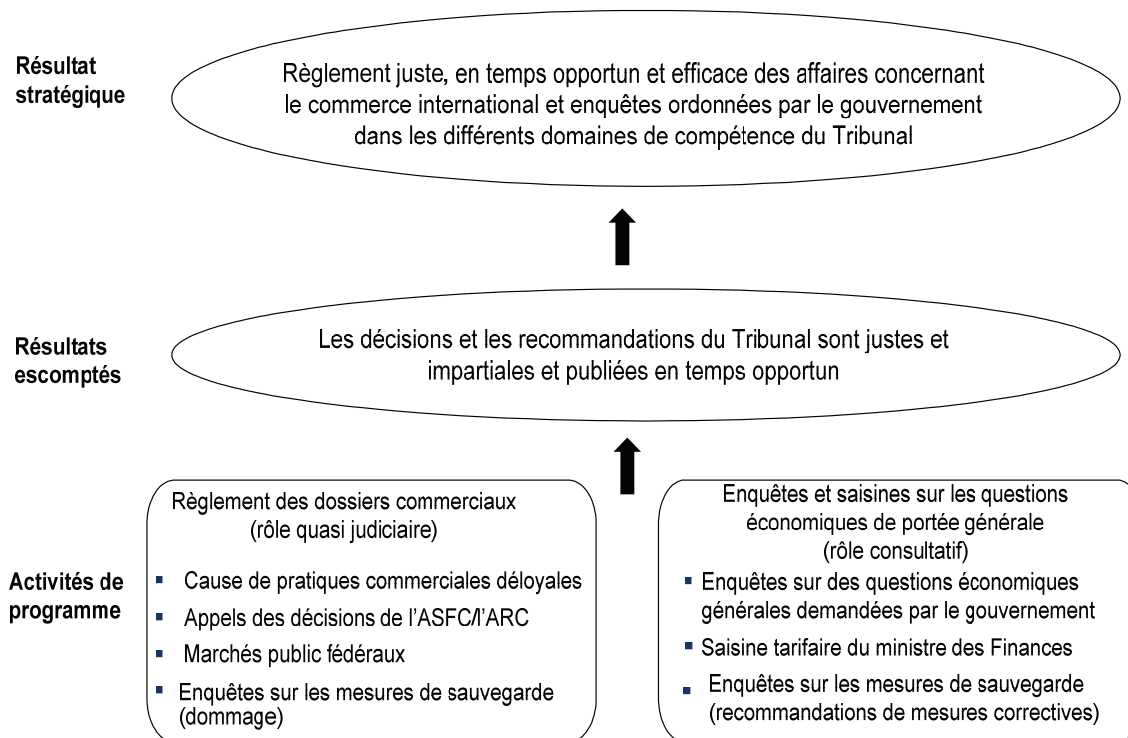 Résultat
stratégique
Règlement juste, en temps opportun et efficace des affaires concernant
le commerce international et enquêtes ordonnées par le gouvernement
dans les différents domaines de compétence du Tribunal
Résultats
escomptés
Les décisions et les recommandations du Tribunal sont justes et
impartiales et publiées en temps opportun
Activités de
programme
Règlement des dossiers commerciaux
(rôle quasi judiciaire)
▪ Cause de pratiques commerciales déloyales
▪ Appels des décisions de l'ASFC/l'ARC
▪ Marchés public fédéraux
▪ Enquêtes sur les mesures de sauvegarde
(dommage)
Enquêtes et saisines sur les questions
économiques de portée générale
(rôle consultatif)
▪ Enquêtes sur des questions économiques
générales demandées par le gouvernement
▪ Saisine tarifaire du ministre des Finances
▪ Enquêtes sur les mesures de sauvegarde
(recommandations de mesures correctives)